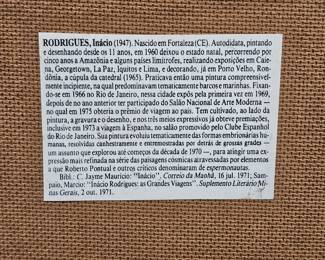 RODRIGUES, Inácio (1947). Nascido em Fortaleza(CE). Autodidata, pintando
e desenhando desde os 11 anos, em 1960 deixou o estado natal, percorrendo por
cinco anos a Amazônia e alguns países limítrofes, realizando exposições em Caie-
na, Georgetown, La Paz, Iquitos e Lima, e decorando, já em Porto Velho, Ron-
dônia, a cúpula da catedral (1965). Praticava então uma pintura compreensivel-
mente incipiente, na qual predominavam tematicamente barcos e marinhas. Fixan-
do-se em 1966 no Rio de Janeiro, nessa cidade expôs pela primeira vez em 1969,
depois de no ano anterior ter participado do Salão Nacional de Arte Moderna —
no qual em 1975 obteria o prêmio de viagem ao país. Tem cultivado, ao lado da
pintura, a gravura e o desenho, e nos três meios expressivos já obteve premiações,
inclusive em 1973 a viagem à Espanha, no salão promovido pelo Clube Espanhol
do Rio de Janeiro. Sua pintura evoluiu tematicamente das formas embrionárias hu-
manas, resolvidas canhestramente e entremostradas por detrás de grossas grades —
um assunto que explorou até começos da década de 1970 —, para atingir uma ex-
pressão mais refinada na série das paisagens cósmicas atravessadas por elementos
a que Roberto Pontual e outros críticos denominaram de espermonautas.
Bibl.: C. Jayme Maurício: "Inácio". Correio da Manhã, 16 jul. 1971; Sam-
paio, Marcio: "Inácio Rodrigues: as Grandes Viagens". Suplemento Literário Mi-
nas Gerais, 2 out. 1971.